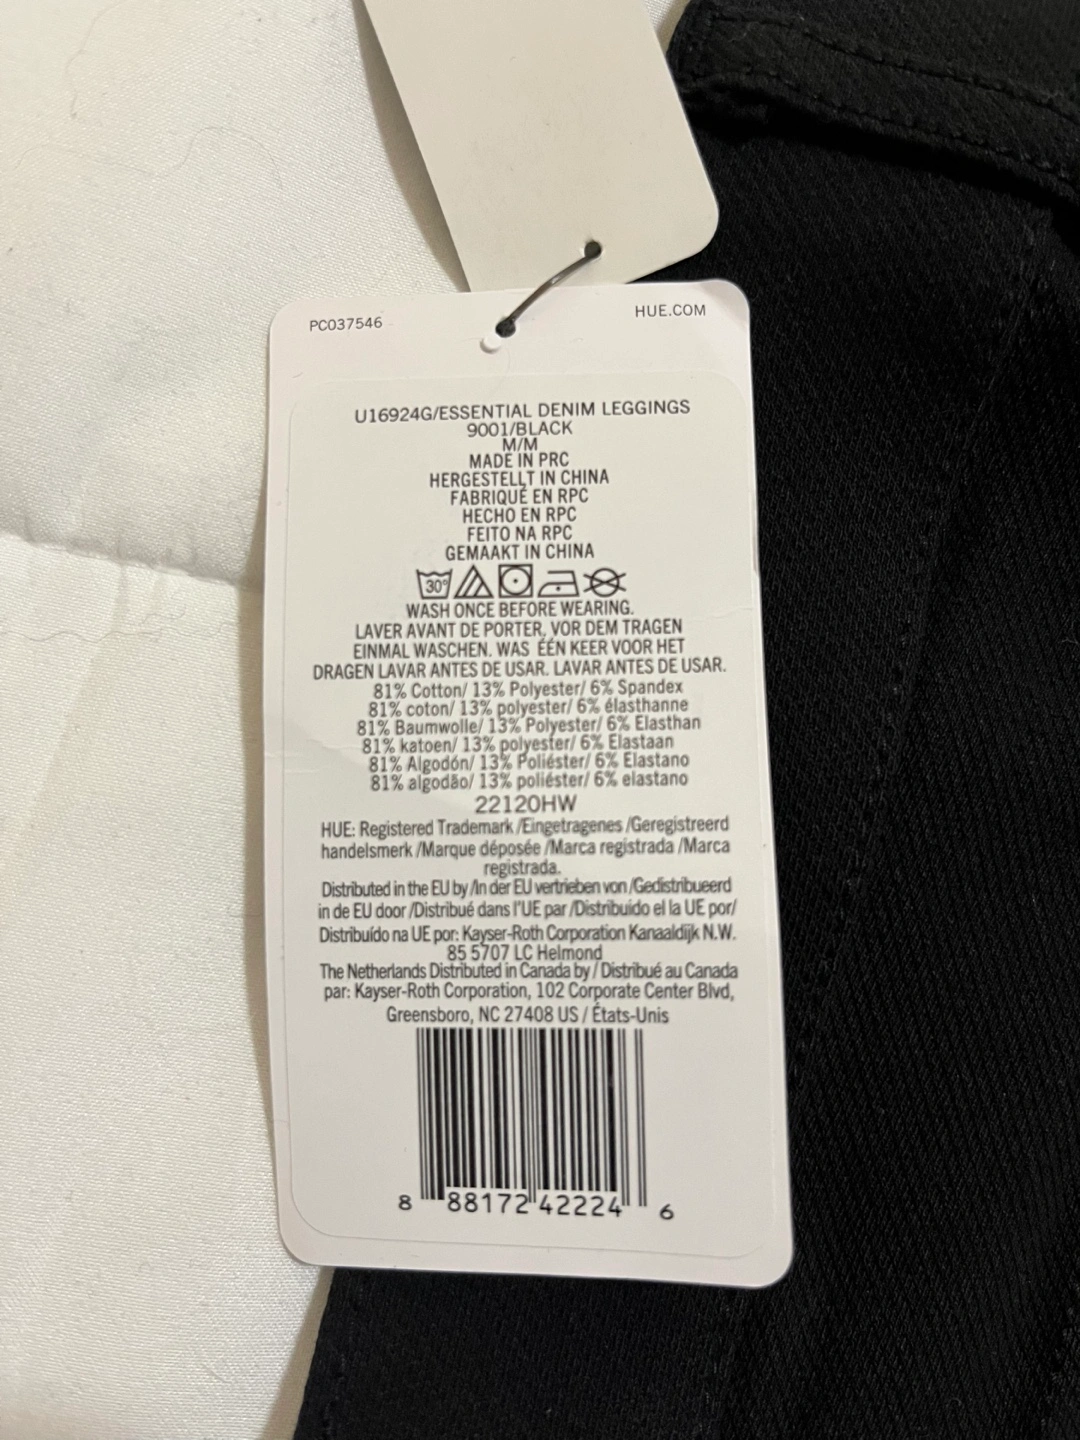 PC037546
HUE.COM
U16924G/ESSENTIAL DENIM LEGGINGS
9001/BLACK
M/M
MADE IN PRC
HERGESTELLT IN CHINA
FABRIQUÉ EN RPC
HECHO EN RPC
FEITO NA RPC
GEMAAKT IN CHINA
30°
WASH ONCE BEFORE WEARING.
LAVER AVANT DE PORTER, VOR DEM TRAGEN
EINMAL WASCHEN. WAS ÉÉN KEER VOOR HET
DRAGEN LAVAR ANTES DE USAR. LAVAR ANTES DE USAR.
81% Cotton/ 13% Polyester/ 6% Spandex
81% coton/ 13% polyester/ 6% élasthanne
81% Baumwolle/ 13% Polyester/ 6% Elasthan
81% katoen/ 13% polyester/ 6% Elastaan
81% Algodón/ 13% Poliéster/ 6% Elastano
81% algodão/ 13% poliéster/ 6% elastano
22120HW
HUE: Registered Trademark /Eingetragenes /Geregistreerd
handelsmerk /Marque déposée /Marca registrada /Marca
registrada.
Distributed in the EU by /In der EU vertrieben von /Gedistribueerd
in de EU door /Distribué dans l'UE par /Distribuido el la UE por/
Distribuído na UE por: Kayser-Roth Corporation Kanaaldijk N.W.
85 5707 LC Helmond
The Netherlands Distributed in Canada by / Distribué au Canada
par: Kayser-Roth Corporation, 102 Corporate Center Blvd,
Greensboro, NC 27408 US / États-Unis
8 88172 42224 6